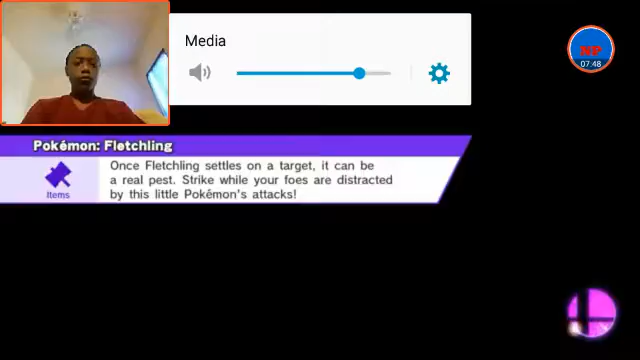 Media
NP
07:48
Pokémon: Fletchling
Once Fletchling settles on a target, it can be
a real pest. Strike while your foes are distracted
by this little Pokémon's attacks!
Items